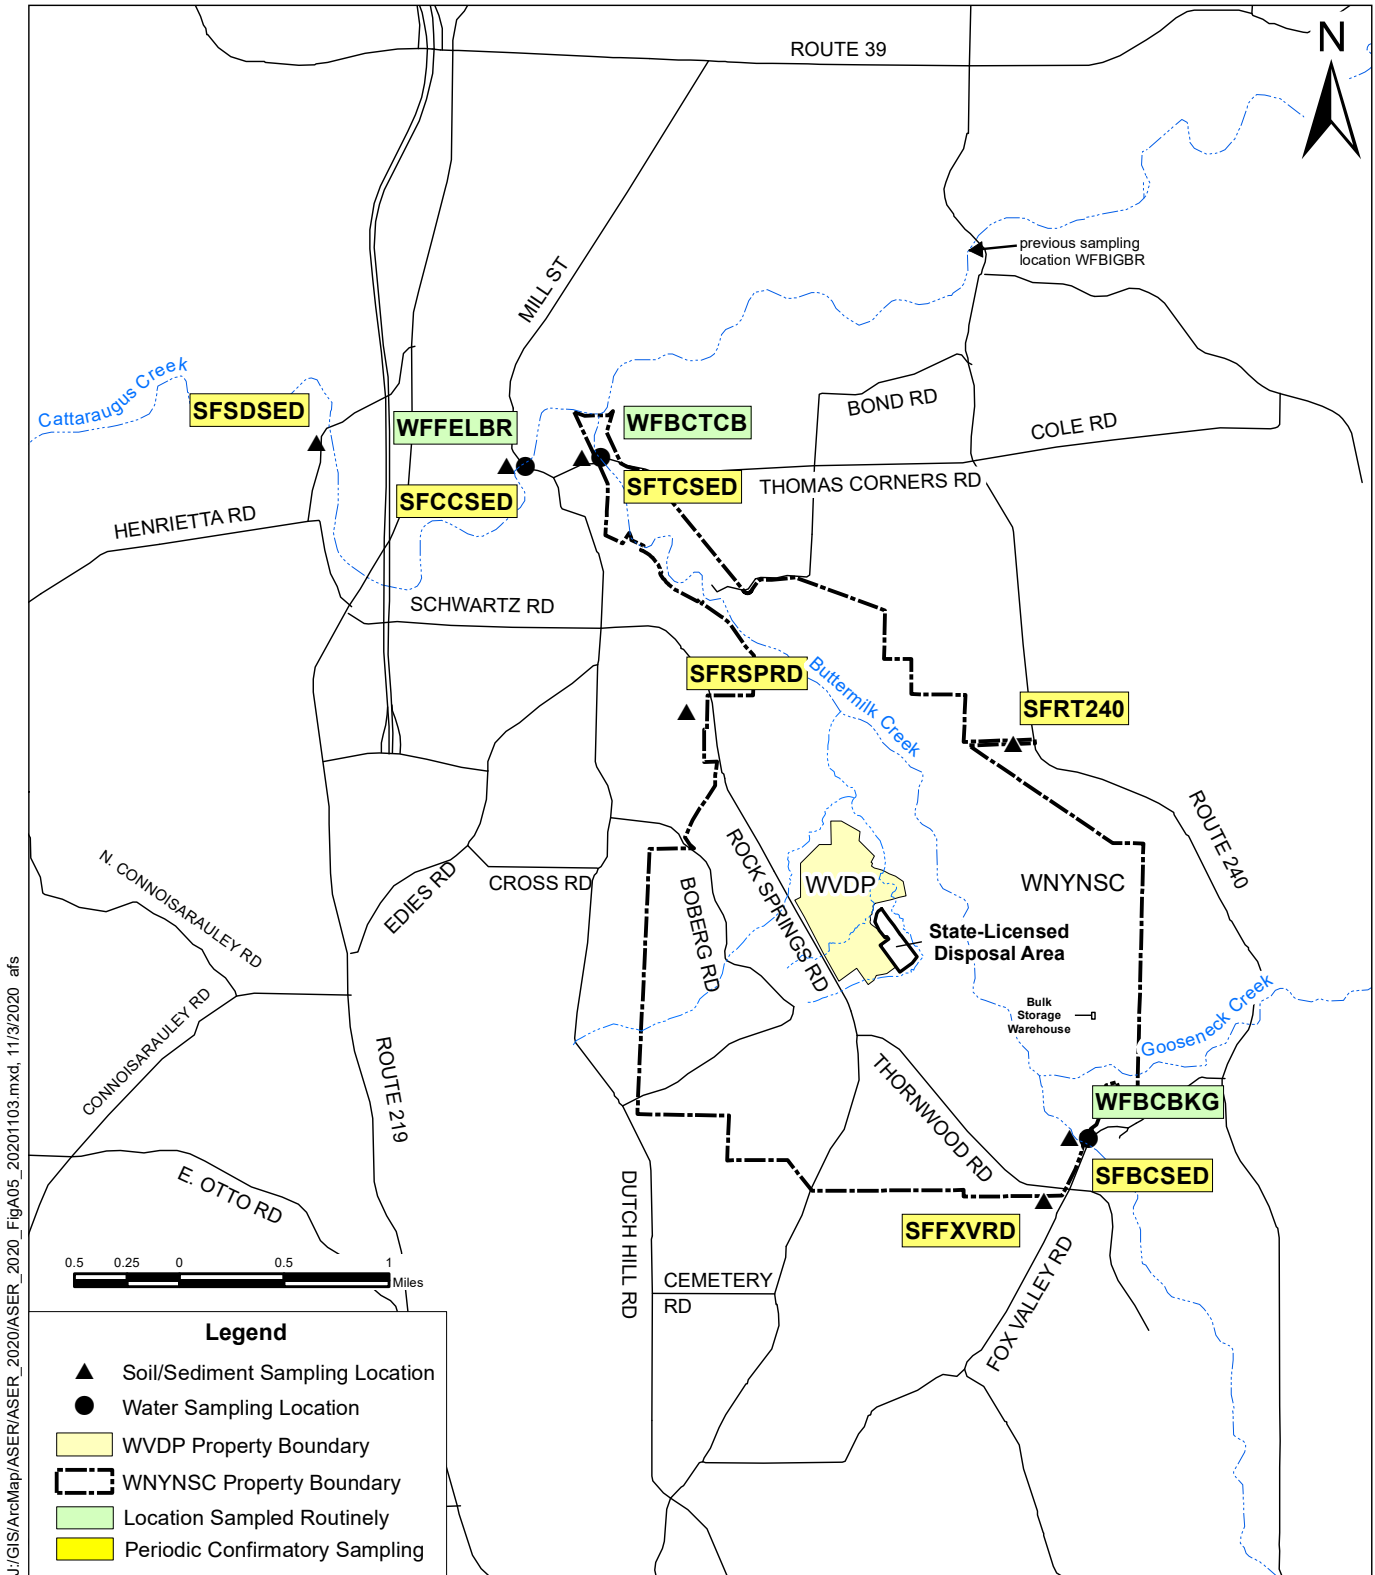 ROUTE 39
N
previous sampling
location WFBIGBR
MILL ST
Cattaraugus Creek
SFSDSED
WFFELBR
WFBCTCB
BOND RD
COLE RD
SFCCSED
SFTCSED
THOMAS CORNERS RD
HENRIETTA RD
SCHWARTZ RD
SFRSPRD
Buttermilk Creek
SFRT240
ROUTE 240
N. CONNOISARAULEY RD
EDIES RD
CROSS RD
BOBERG RD
ROCK SPRINGS RD
WVDP
WNYNSC
State-Licensed
Disposal Area
Bulk
Storage
Warehouse
Gooseneck Creek
CONNOISARAULEY RD
ROUTE 219
THORNWOOD RD
WFBCBKG
SFBCSED
E. OTTO RD
DUTCH HILL RD
SFFXVRD
FOX VALLEY RD
CEMETERY
RD
0.5 0.25 0 0.5 1
Miles
Legend
Soil/Sediment Sampling Location
Water Sampling Location
WVDP Property Boundary
WNYNSC Property Boundary
Location Sampled Routinely
Periodic Confirmatory Sampling
J:/GIS/ArcMap/ASER/ASER_2020/ASER_2020_FigA05_20201103.mxd, 11/3/2020 afs